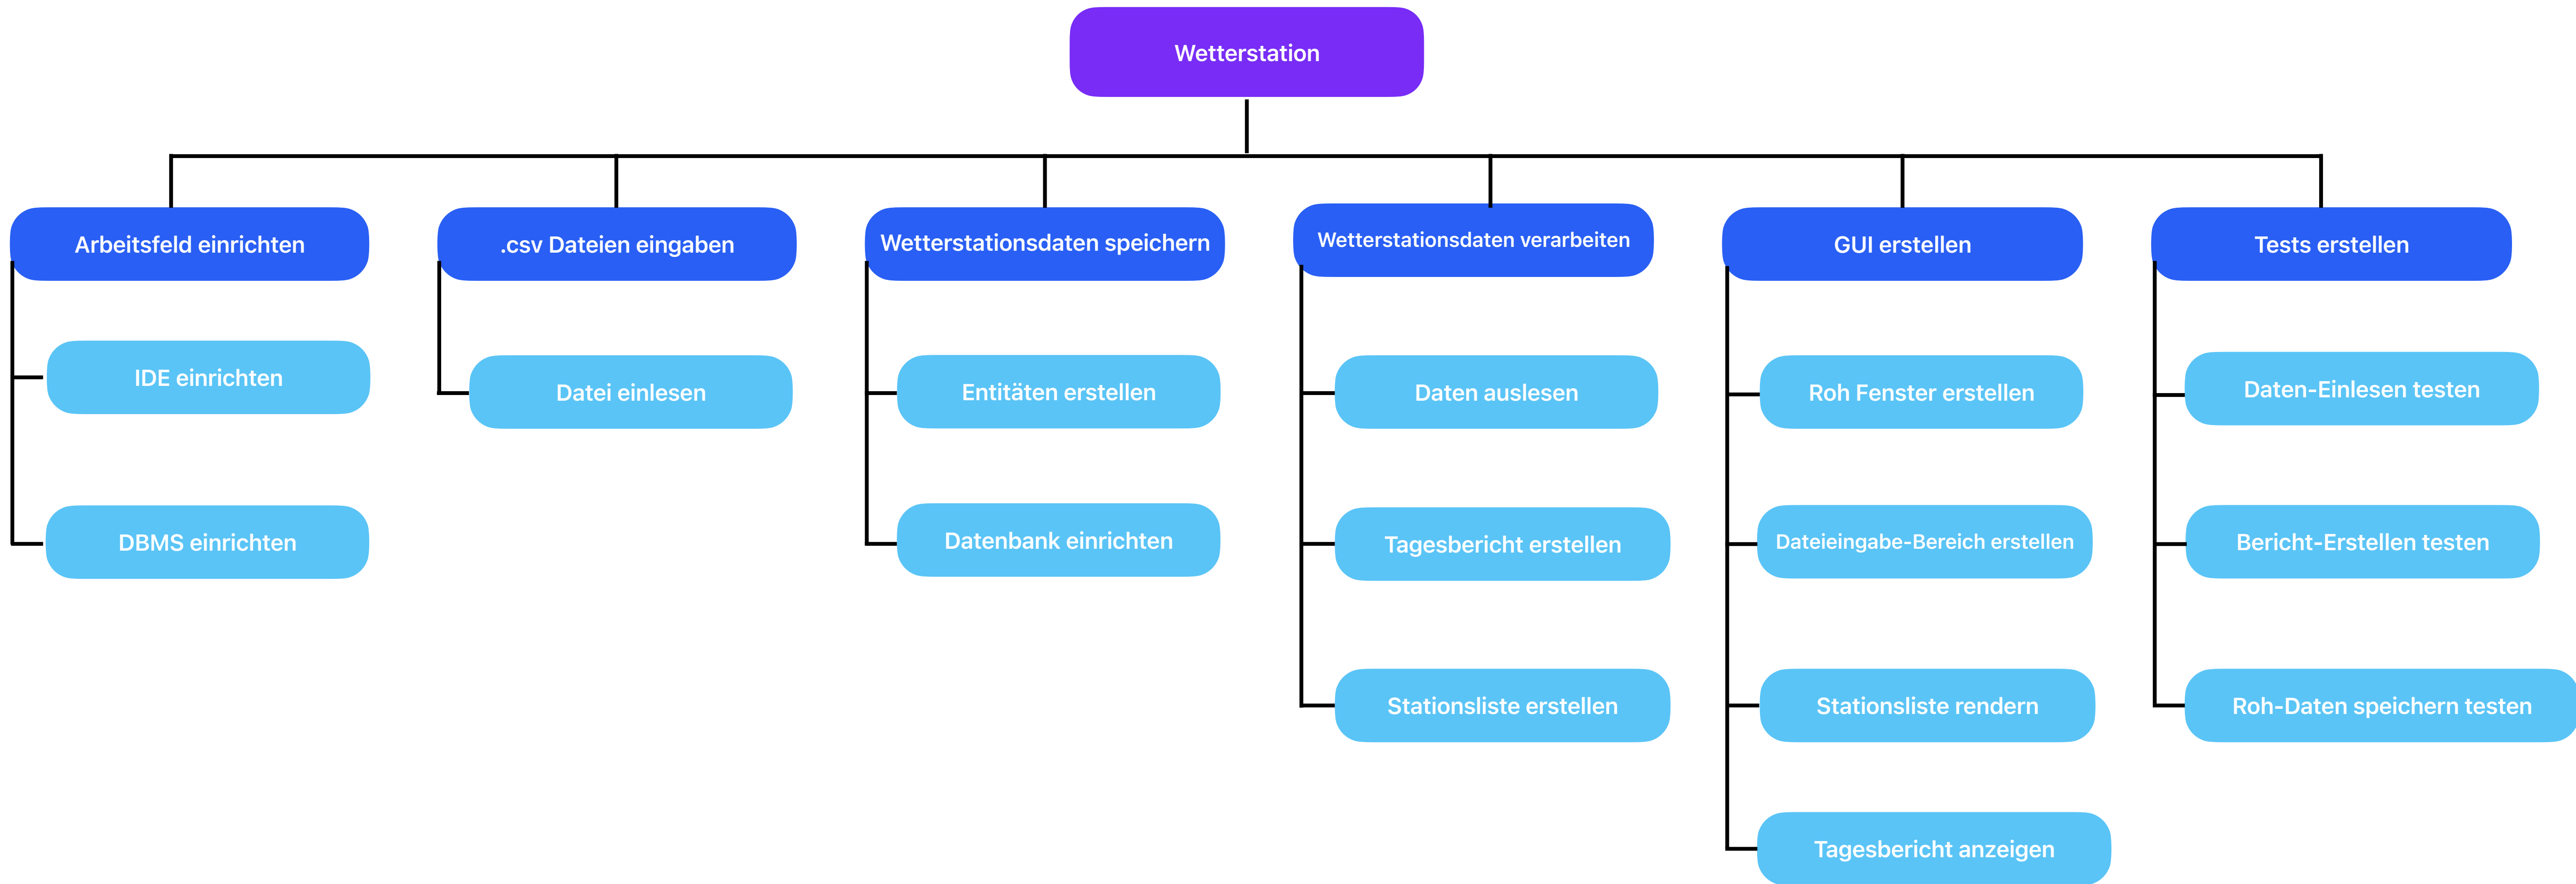 Wetterstation
Arbeitsfeld einrichten
IDE einrichten
DBMS einrichten
.csv Dateien eingaben
Datei einlesen
Wetterstationsdaten speichern
Entitäten erstellen
Datenbank einrichten
Wetterstationsdaten verarbeiten
Daten auslesen
Tagesbericht erstellen
Stationsliste erstellen
GUI erstellen
Roh Fenster erstellen
Dateieingabe-Bereich erstellen
Stationsliste rendern
Tagesbericht anzeigen
Tests erstellen
Daten-Einlesen testen
Bericht-Erstellen testen
Roh-Daten speichern testen